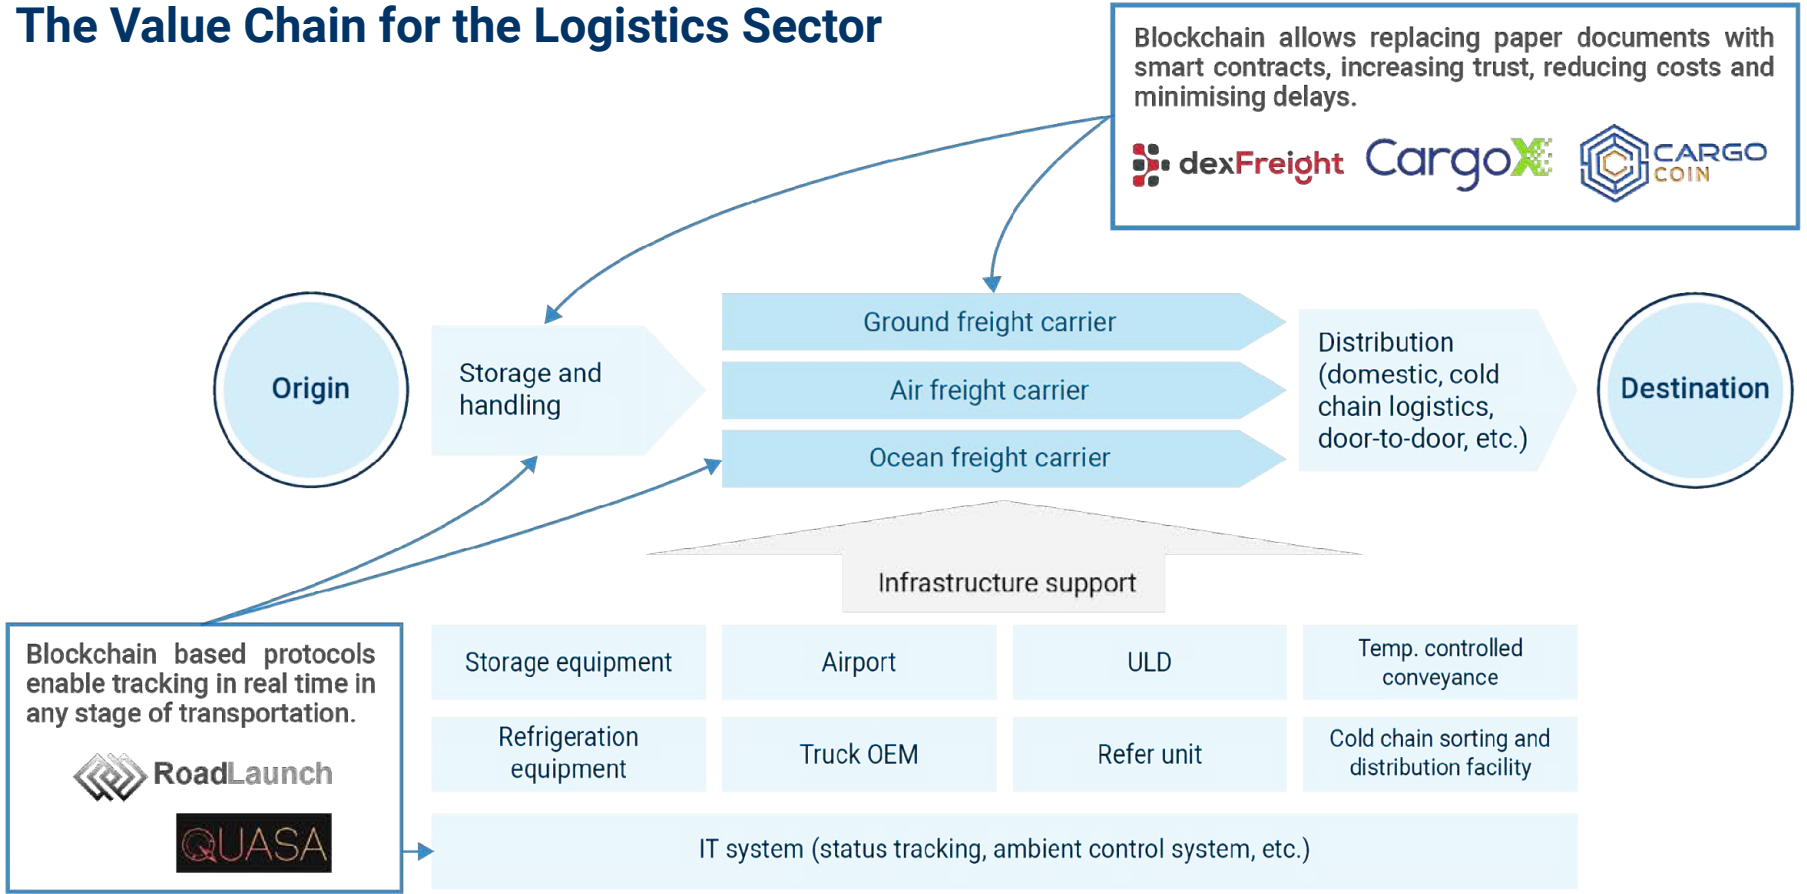 The Value Chain for the Logistics Sector
Blockchain allows replacing paper documents with
smart contracts, increasing trust, reducing costs and
minimising delays.
dexFreight
CargoX
CARGO
COIN
Origin
Storage and
handling
Ground freight carrier
Air freight carrier
Ocean freight carrier
Distribution
(domestic, cold
chain logistics,
door-to-door, etc.)
Destination
Infrastructure support
Blockchain based protocols
enable tracking in real time in
any stage of transportation.
RoadLaunch
QUASA
Storage equipment
Airport
ULD
Temp. controlled
conveyance
Refrigeration
equipment
Truck OEM
Refer unit
Cold chain sorting and
distribution facility
IT system (status tracking, ambient control system, etc.)